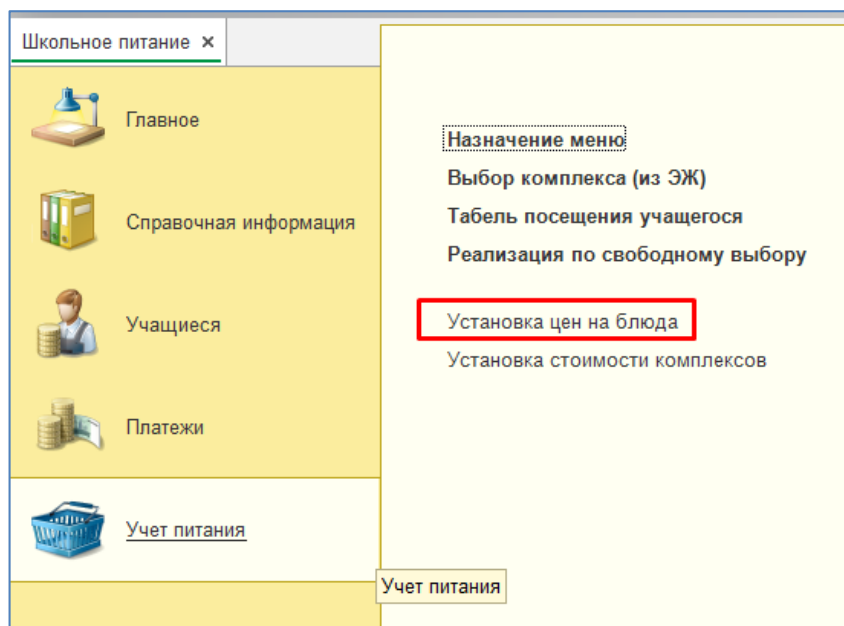 Школьное питание ×
Главное
Справочная информация
Учащиеся
Платежи
Учет питания
Назначение меню
Выбор комплекса (из ЭЖ)
Табель посещения учащегося
Реализация по свободному выбору
Установка цен на блюда
Установка стоимости комплексов
Учет питания